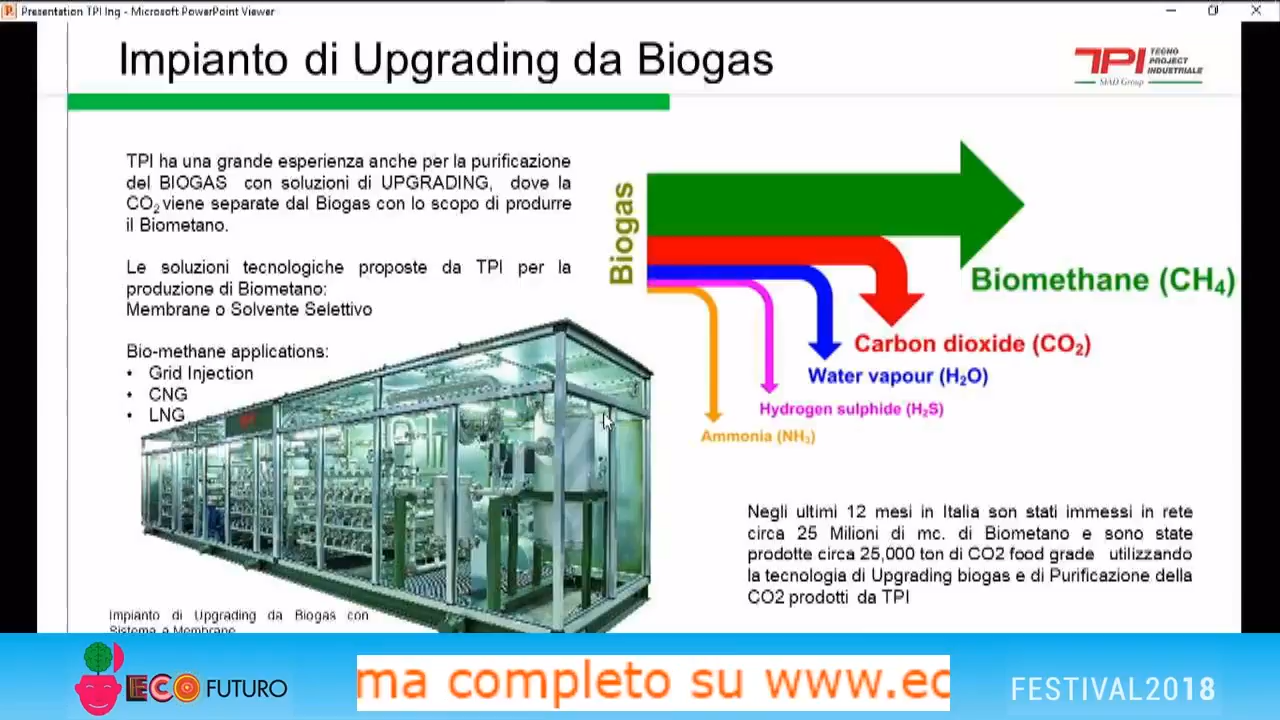 Presentation TPI Ing - Microsoft PowerPoint Viewer
Impianto di Upgrading da Biogas
TPI TECNO
PROJECT
INDUSTRIALE
SIAD Group
TPI ha una grande esperienza anche per la purificazione
del BIOGAS con soluzioni di UPGRADING, dove la
CO2 viene separate dal Biogas con lo scopo di produrre
il Biometano.
Le soluzioni tecnologiche proposte da TPI per la
produzione di Biometano:
Membrane o Solvente Selettivo
Bio-methane applications:
• Grid Injection
• CNG
• LNG
Biogas
Biomethane (CH4)
Carbon dioxide (CO2)
Water vapour (H2O)
Hydrogen sulphide (H2S)
Ammonia (NH3)
Negli ultimi 12 mesi in Italia son stati immessi in rete
circa 25 Milioni di mc. di Biometano e sono state
prodotte circa 25,000 ton di CO2 food grade utilizzando
la tecnologia di Upgrading biogas e di Purificazione della
CO2 prodotti da TPI
Impianto di Upgrading da Biogas con
Sistema a Membrane
ECO FUTURO
ma completo su www.ec
FESTIVAL2018